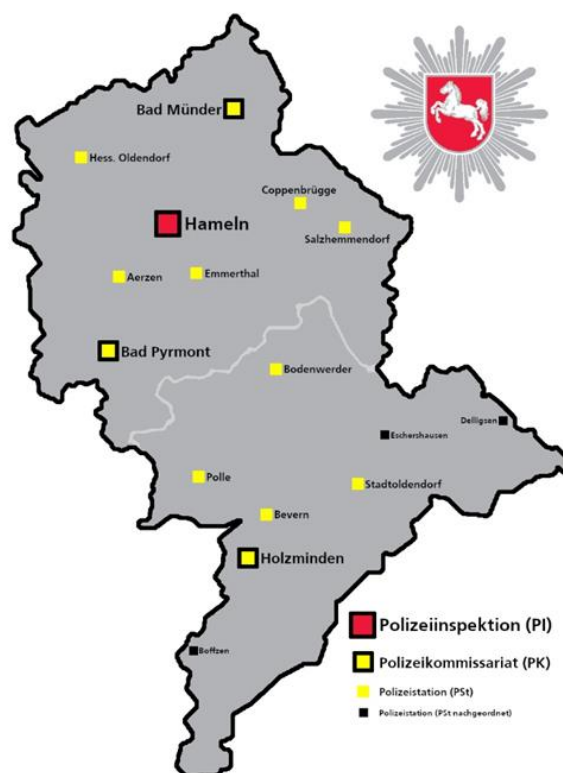 Bad Münder
Hess. Oldendorf
Coppenbrügge
Hameln
Salzhemmendorf
Aerzen
Emmerthal
Bad Pyrmont
Bodenwerder
Delligsen
Eschershausen
Polle
Stadtoldendorf
Bevern
Holzminden
Polizeiinspektion (PI)
Boffzen
Polizeikommissariat (PK)
Polizeistation (PSt)
Polizeistation (PSt nachgeordnet)